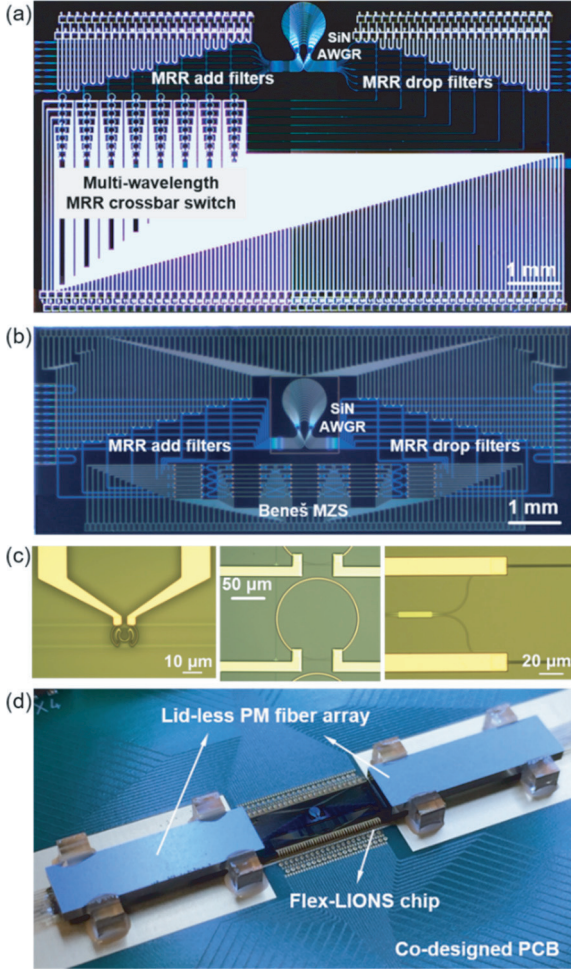 (a)
SiN
AWGR
MRR add filters
MRR drop filters
Multi-wavelength
MRR crossbar switch
1 mm
(b)
SiN
AWGR
MRR add filters
MRR drop filters
Beneš MZS
1 mm
(c)
10 µm
50 µm
20 µm
(d)
X4
Lid-less PM fiber array
Flex-LIONS chip
Co-designed PCB